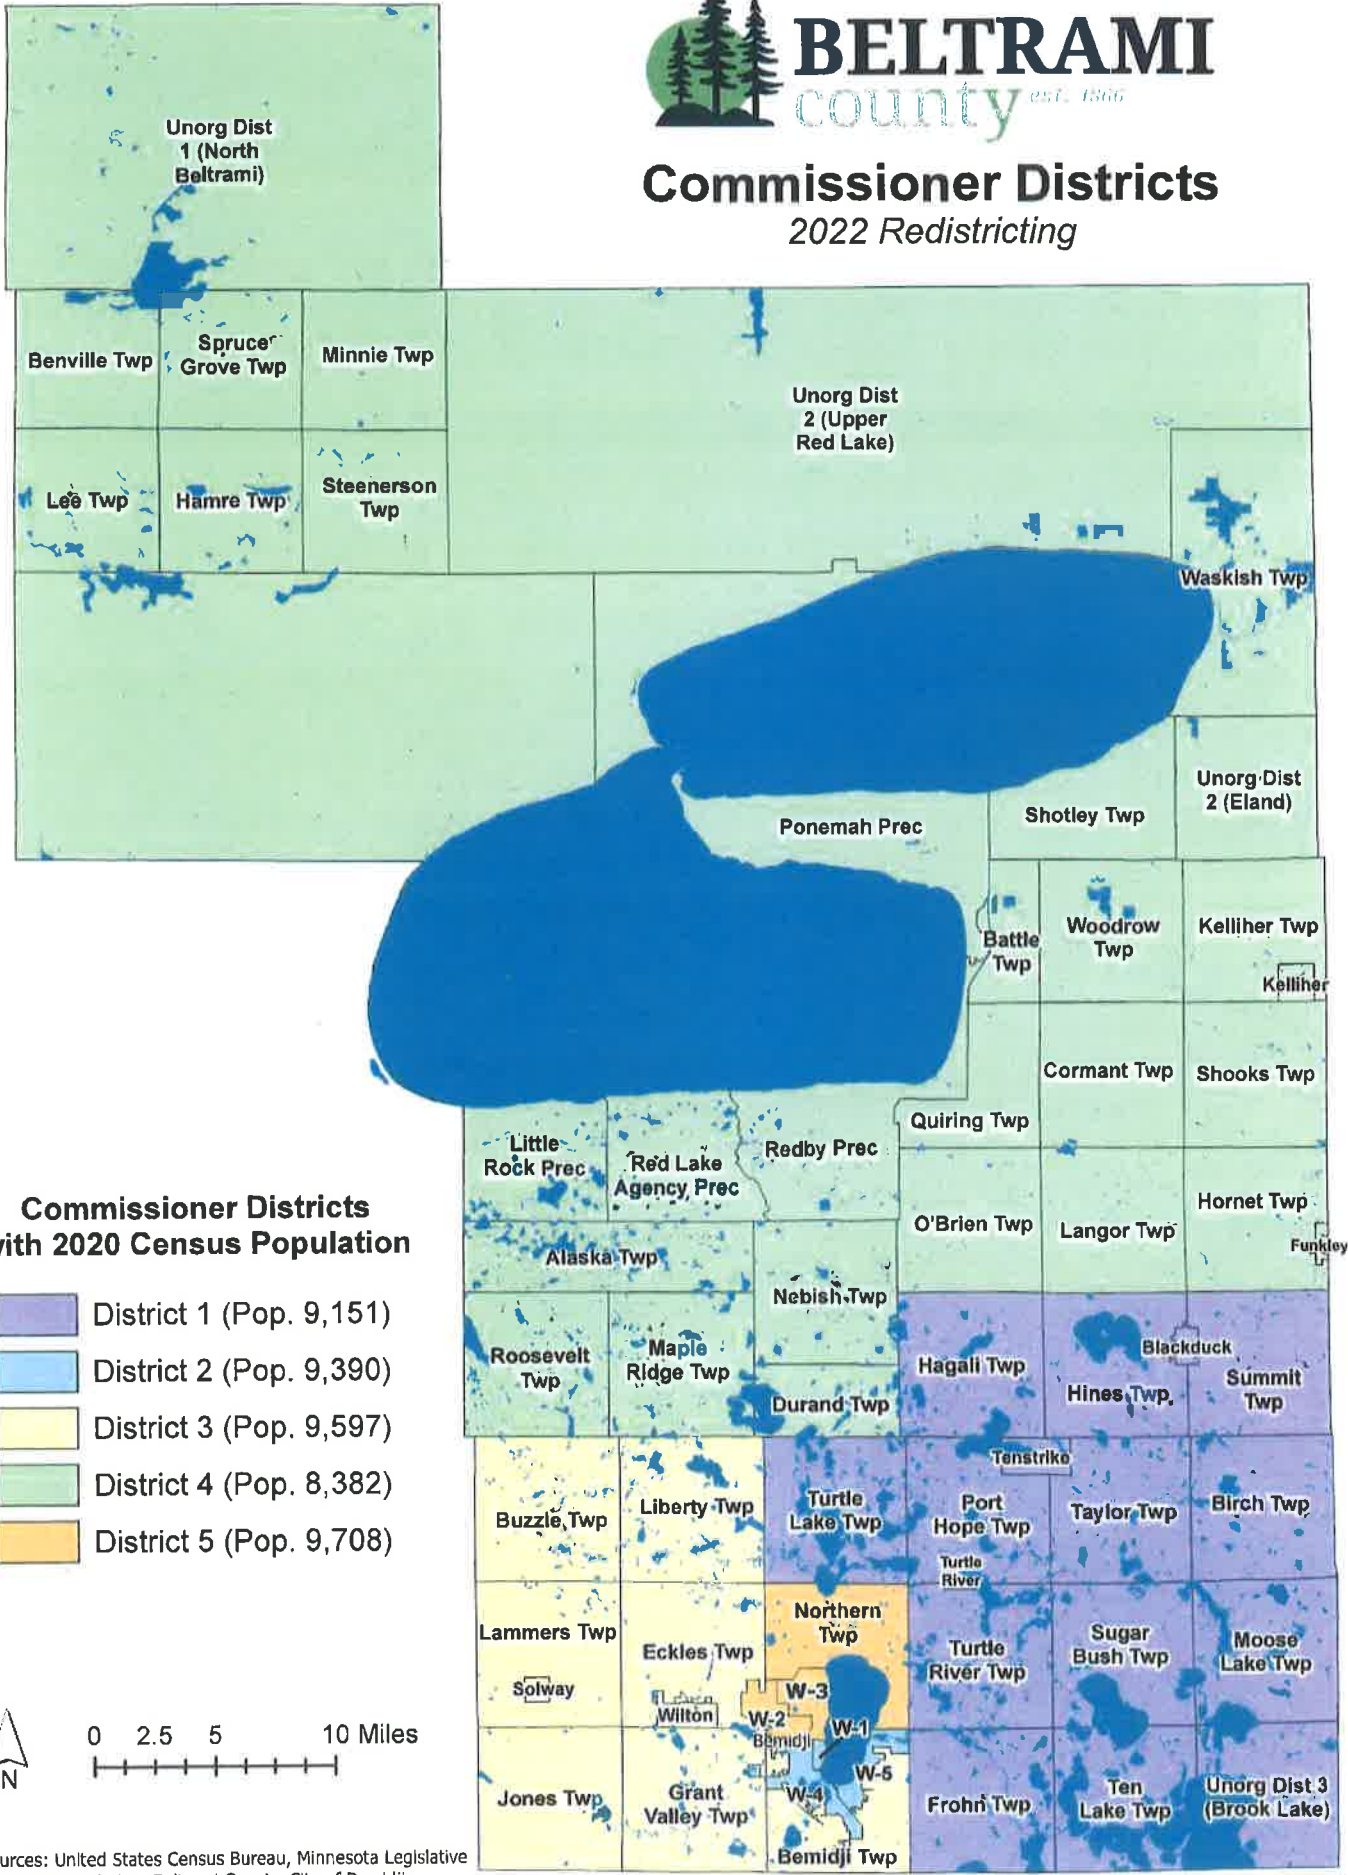 BELTRAMI
county est. 1866
Commissioner Districts
2022 Redistricting
Unorg Dist
1 (North
Beltrami)
Benville Twp
Spruce
Grove Twp
Minnie Twp
Unorg Dist
2 (Upper
Red Lake)
Lee Twp
Hamre Twp
Steenerson
Twp
Waskish Twp
Ponemah Prec
Shotley Twp
Unorg Dist
2 (Eland)
Battle
Twp
Woodrow
Twp
Kelliher Twp
Kelliher
Cormant Twp
Shooks Twp
Quiring Twp
Little
Rock Prec
Red Lake
Agency Prec
Redby Prec
O'Brien Twp
Langor Twp
Hornet Twp
Funkley
Alaska Twp
Nebish Twp
Roosevelt
Twp
Maple
Ridge Twp
Durand Twp
Hagali Twp
Blackduck
Hines Twp
Summit
Twp
Tenstrike
Buzzle Twp
Liberty Twp
Turtle
Lake Twp
Port
Hope Twp
Taylor Twp
Birch Twp
Turtle
River
Lammers Twp
Eckles Twp
Northern
Twp
Turtle
River Twp
Sugar
Bush Twp
Moose
Lake Twp
Solway
Wilton
W-3
W-2
W-1
Bemidji
W-5
W-4
Jones Twp
Grant
Valley Twp
Frohn Twp
Ten
Lake Twp
Unorg Dist 3
(Brook Lake)
Bemidji Twp
Commissioner Districts
ith 2020 Census Population
District 1 (Pop. 9,151)
District 2 (Pop. 9,390)
District 3 (Pop. 9,597)
District 4 (Pop. 8,382)
District 5 (Pop. 9,708)
N
0 2.5 5 10 Miles
urces: United States Census Bureau, Minnesota Legislative